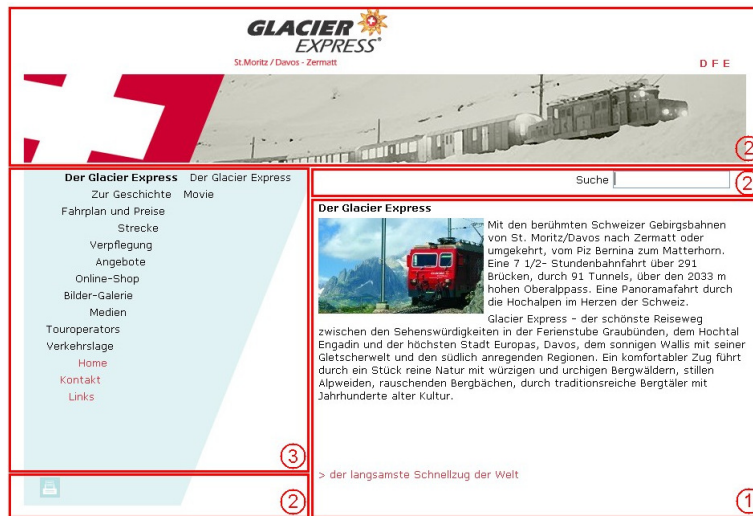 GLACIER
EXPRESS®
St.Moritz / Davos - Zermatt
D F E
2
Der Glacier Express Der Glacier Express
Zur Geschichte Movie
Fahrplan und Preise
Strecke
Verpflegung
Angebote
Online-Shop
Bilder-Galerie
Medien
Touroperators
Verkehrslage
Home
Kontakt
Links
3
2
Suche
2
Der Glacier Express
Mit den berühmten Schweizer Gebirgsbahnen
von St. Moritz/Davos nach Zermatt oder
umgekehrt, vom Piz Bernina zum Matterhorn.
Eine 7 1/2- Stundenbahnfahrt über 291
Brücken, durch 91 Tunnels, über den 2033 m
hohen Oberalppass. Eine Panoramafahrt durch
die Hochalpen im Herzen der Schweiz.
Glacier Express - der schönste Reiseweg
zwischen den Sehenswürdigkeiten in der Ferienstube Graubünden, dem Hochtal
Engadin und der höchsten Stadt Europas, Davos, dem sonnigen Wallis mit seiner
Gletscherwelt und den südlich anregenden Regionen. Ein komfortabler Zug führt
durch ein Stück reine Natur mit würzigen und urchigen Bergwäldern, stillen
Alpweiden, rauschenden Bergbächen, durch traditionsreiche Bergtäler mit
Jahrhunderte alter Kultur.
> der langsamste Schnellzug der Welt
1